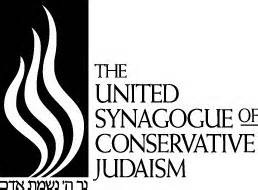 THE
UNITED
SYNAGOGUE OF
CONSERVATIVE
JUDAISM
נר ה' נשמת אדם